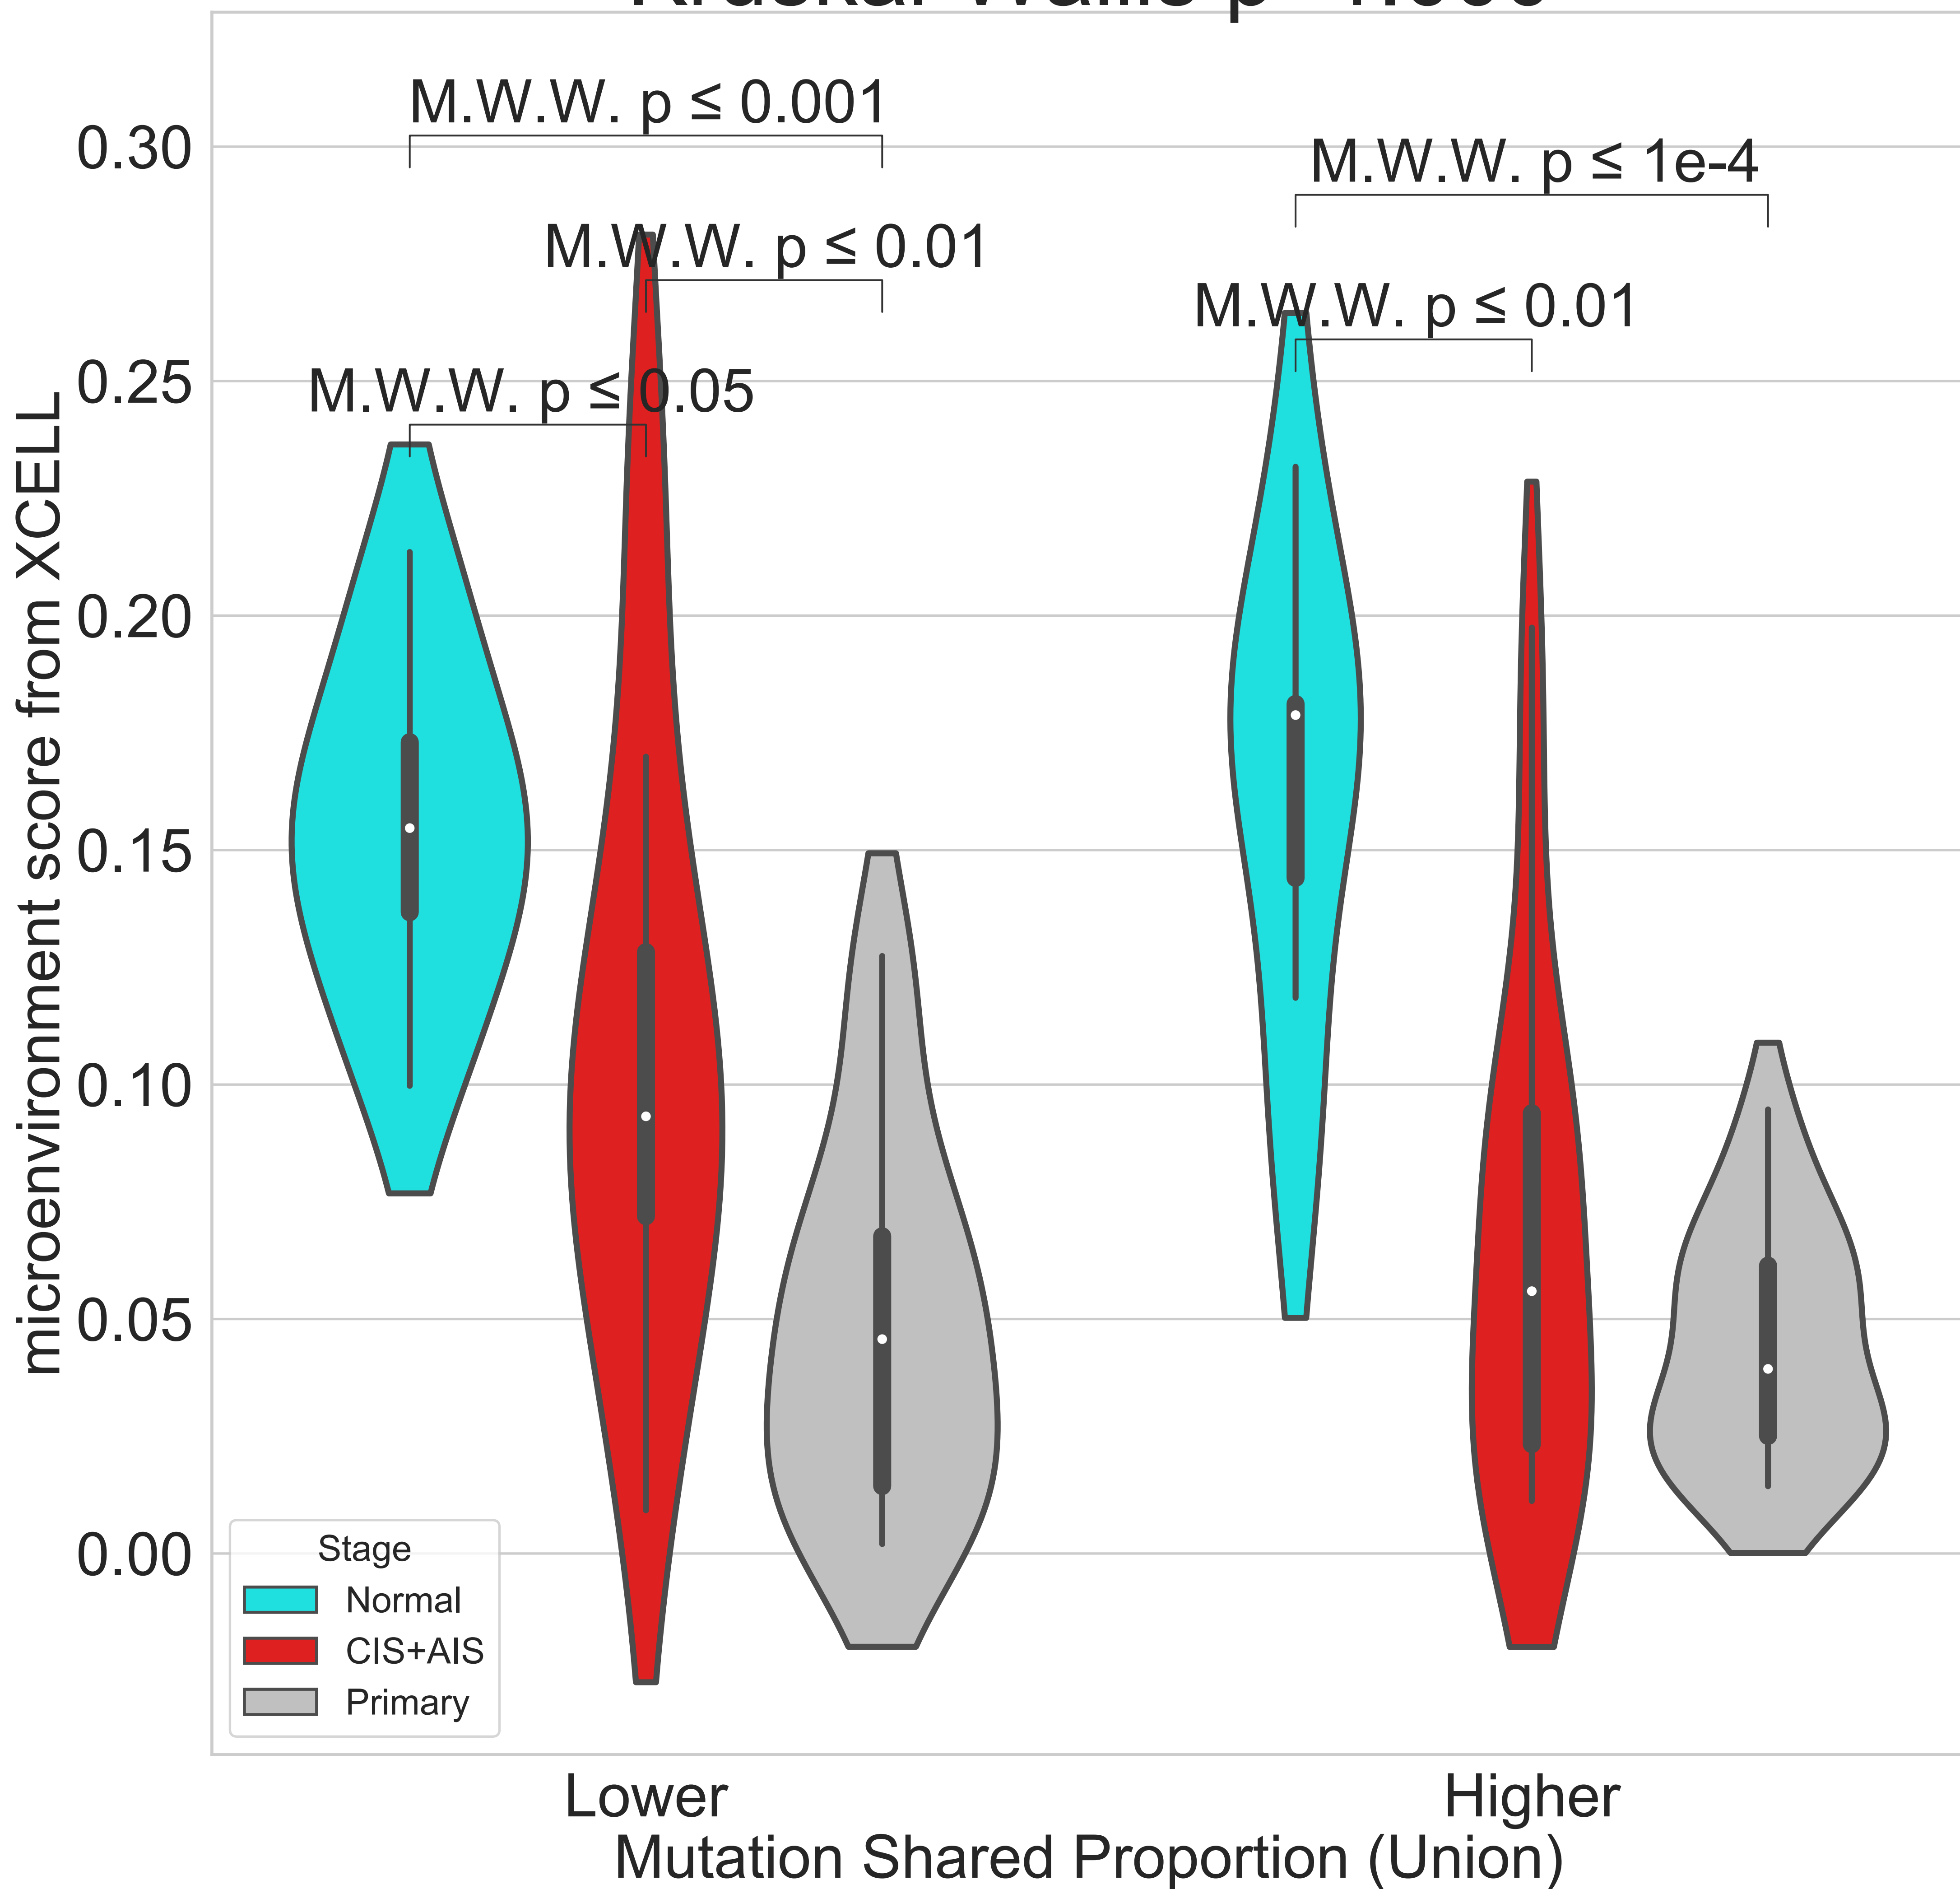 M.W.W. p ≤ 0.001
M.W.W. p ≤ 1e-4
M.W.W. p ≤ 0.01
M.W.W. p ≤ 0.01
M.W.W. p ≤ 0.05
microenvironment score from XCELL
0.30
0.25
0.20
0.15
0.10
0.05
0.00
Stage
Normal
CIS+AIS
Primary
Lower
Higher
Mutation Shared Proportion (Union)